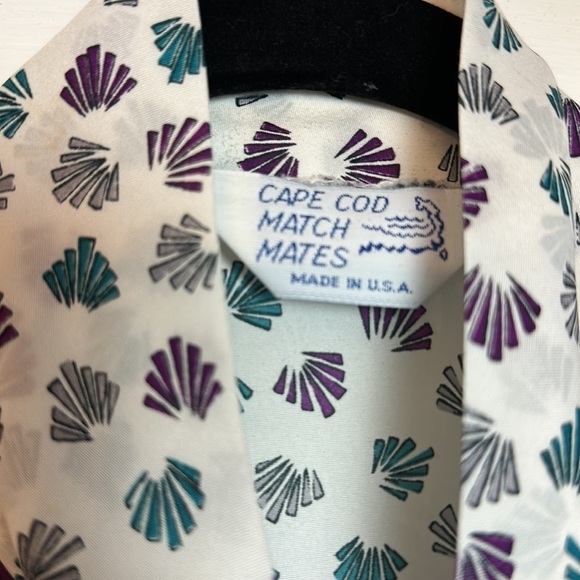 CAPE COD
MATCH
MATES
MADE IN U.S.A.